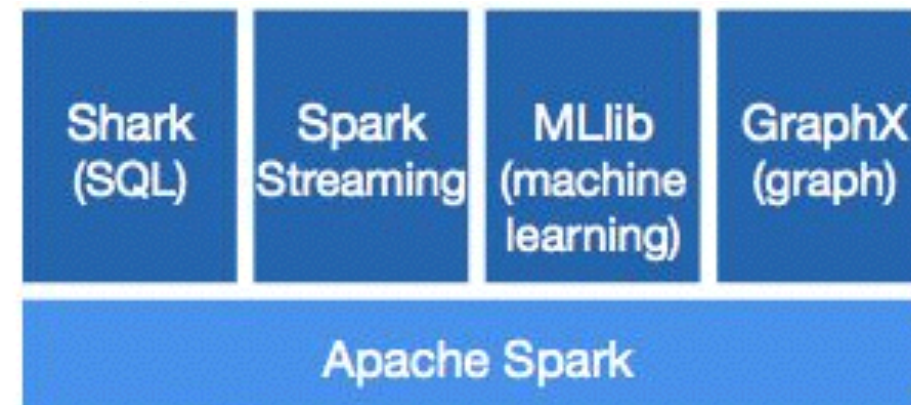 Shark
(SQL)
Spark
Streaming
MLlib
(machine
learning)
GraphX
(graph)
Apache Spark